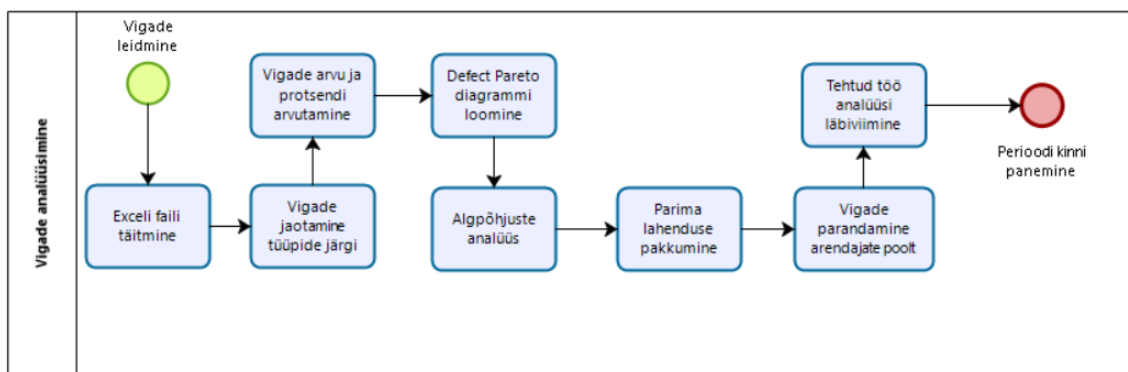 Vigade analüüsimine
Vigade
leidmine
Exceli faili
täitmine
Vigade
jaotamine
tüüpide järgi
Vigade arvu ja
protsendi
arvutamine
Defect Pareto
diagrammi
loomine
Algpõhjuste
analüüs
Parima
lahenduse
pakkumine
Vigade
parandamine
arendajate poolt
Tehtud töö
analüüsi
läbiviimine
Perioodi kinni
panemine